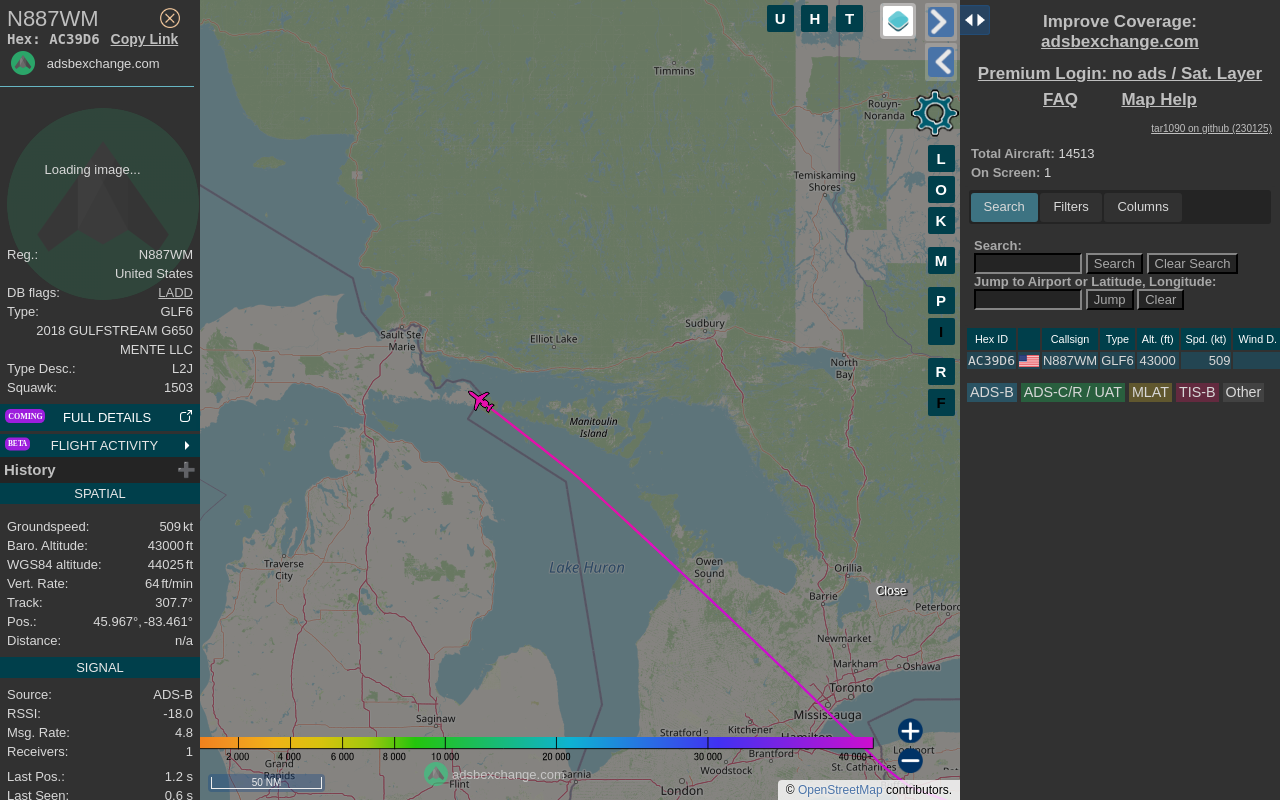 N887WM
Hex: AC39D6 Copy Link
adsbexchange.com
Loading image...
Reg.: N887WM
United States
DB flags: LADD
Type: GLF6
2018 GULFSTREAM G650
MENTE LLC
Type Desc.: L2J
Squawk: 1503
COMING FULL DETAILS
BETA FLIGHT ACTIVITY
History
SPATIAL
Groundspeed: 509 kt
Baro. Altitude: 43000 ft
WGS84 altitude: 44025 ft
Vert. Rate: 64 ft/min
Track: 307.7°
Pos.: 45.967°, -83.461°
Distance: n/a
SIGNAL
Source: ADS-B
RSSI: -18.0
Msg. Rate: 4.8
Receivers: 1
Last Pos.: 1.2 s
Last Seen: 0.6 s
U H T
L
O
K
M
P
I
R
F
Timmins
Rouyn-
Noranda
Temiskaming
Shores
Sault Ste.
Marie
Elliot Lake
Sudbury
North
Bay
Manitoulin
Island
Lake Huron
Traverse
City
Owen
Sound
Orillia
Barrie
Close
Peterboro
Newmarket
Markham
Oshawa
Toronto
Mississauga
Saginaw
Stratford
Kitchener
Hamilton
Lockport
Brantford
St. Catharines
Woodstock
Grand
Rapids
Flint
Sarnia
London
2 000 4 000 6 000 8 000 10 000 20 000 30 000 40 000+
adsbexchange.com
50 NM
© OpenStreetMap contributors.
Improve Coverage:
adsbexchange.com
Premium Login: no ads / Sat. Layer
FAQ Map Help
tar1090 on github (230125)
Total Aircraft: 14513
On Screen: 1
Search Filters Columns
Search:
Search Clear Search
Jump to Airport or Latitude, Longitude:
Jump Clear
Hex ID Callsign Type Alt. (ft) Spd. (kt) Wind D.
AC39D6 N887WM GLF6 43000 509
ADS-B ADS-C/R / UAT MLAT TIS-B Other